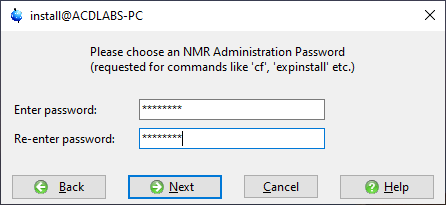 install@ACDLABS-PC
Please choose an NMR Administration Password
(requested for commands like 'cf', 'expinstall' etc.)
Enter password: ********
Re-enter password: ********
Back Next Cancel Help